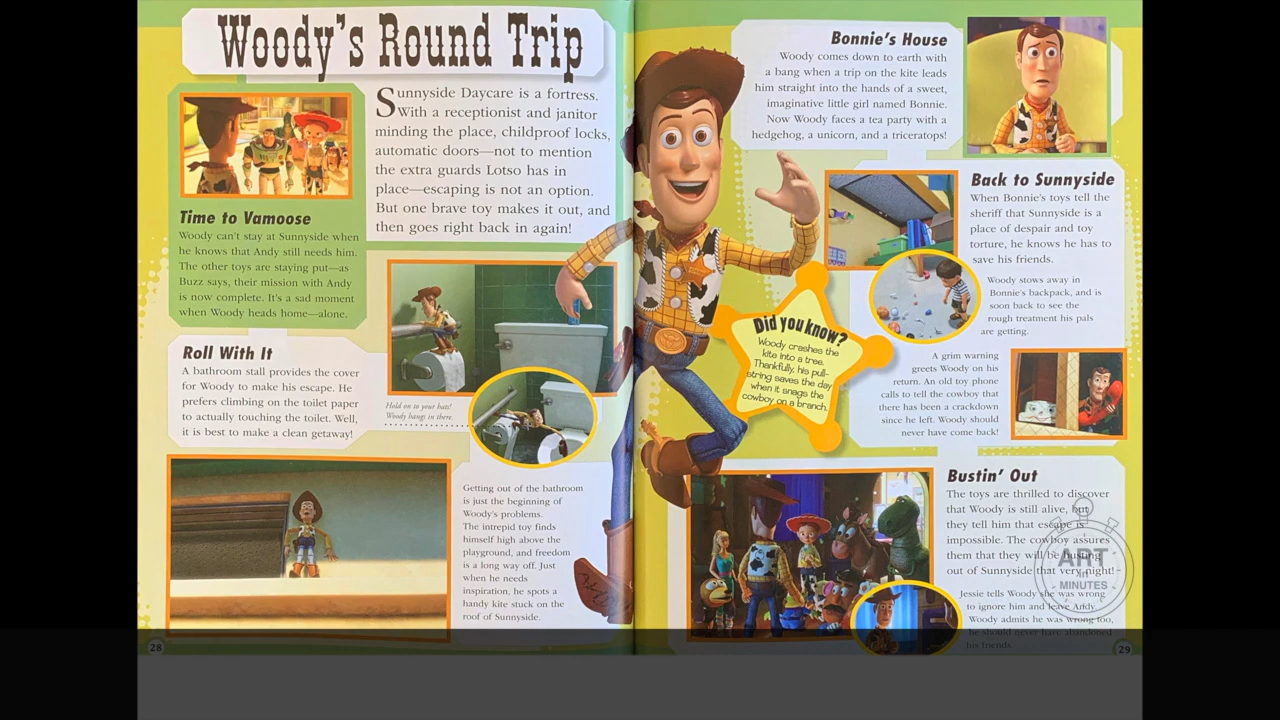 Woody's Round Trip
Sunnyside Daycare is a fortress.
With a receptionist and janitor
minding the place, childproof locks,
automatic doors—not to mention
the extra guards Lotso has in
place—escaping is not an option.
But one brave toy makes it out, and
then goes right back in again!
Time to Vamoose
Woody can't stay at Sunnyside when
he knows that Andy still needs him.
The other toys are staying put—as
Buzz says, their mission with Andy
is now complete. It's a sad moment
when Woody heads home—alone.
Roll With It
A bathroom stall provides the cover
for Woody to make his escape. He
prefers climbing on the toilet paper
to actually touching the toilet. Well,
it is best to make a clean getaway!
Hold on to your hats!
Woody hangs in there.
Getting out of the bathroom
is just the beginning of
Woody's problems.
The intrepid toy finds
himself high above the
playground, and freedom
is a long way off. Just
when he needs
inspiration, he spots a
handy kite stuck on the
roof of Sunnyside.
28
Bonnie's House
Woody comes down to earth with
a bang when a trip on the kite leads
him straight into the hands of a sweet,
imaginative little girl named Bonnie.
Now Woody faces a tea party with a
hedgehog, a unicorn, and a triceratops!
Back to Sunnyside
When Bonnie's toys tell the
sheriff that Sunnyside is a
place of despair and toy
torture, he knows he has to
save his friends.
Woody stows away in
Bonnie's backpack, and is
soon back to see the
rough treatment his pals
are getting.
Did you know?
Woody crashes the
kite into a tree.
Thankfully, his pull-
string saves the day
when it snags the
cowboy on a branch.
A grim warning
greets Woody on his
return. An old toy phone
calls to tell the cowboy that
there has been a crackdown
since he left. Woody should
never have come back!
Bustin' Out
The toys are thrilled to discover
that Woody is still alive, but
they tell him that escape is
impossible. The cowboy assures
them that they will be busting
out of Sunnyside that very night!
Jessie tells Woody she was wrong
to ignore him and leave Andy.
Woody admits he was wrong too,
he should never have abandoned
his friends.
29
ART
in
MINUTES